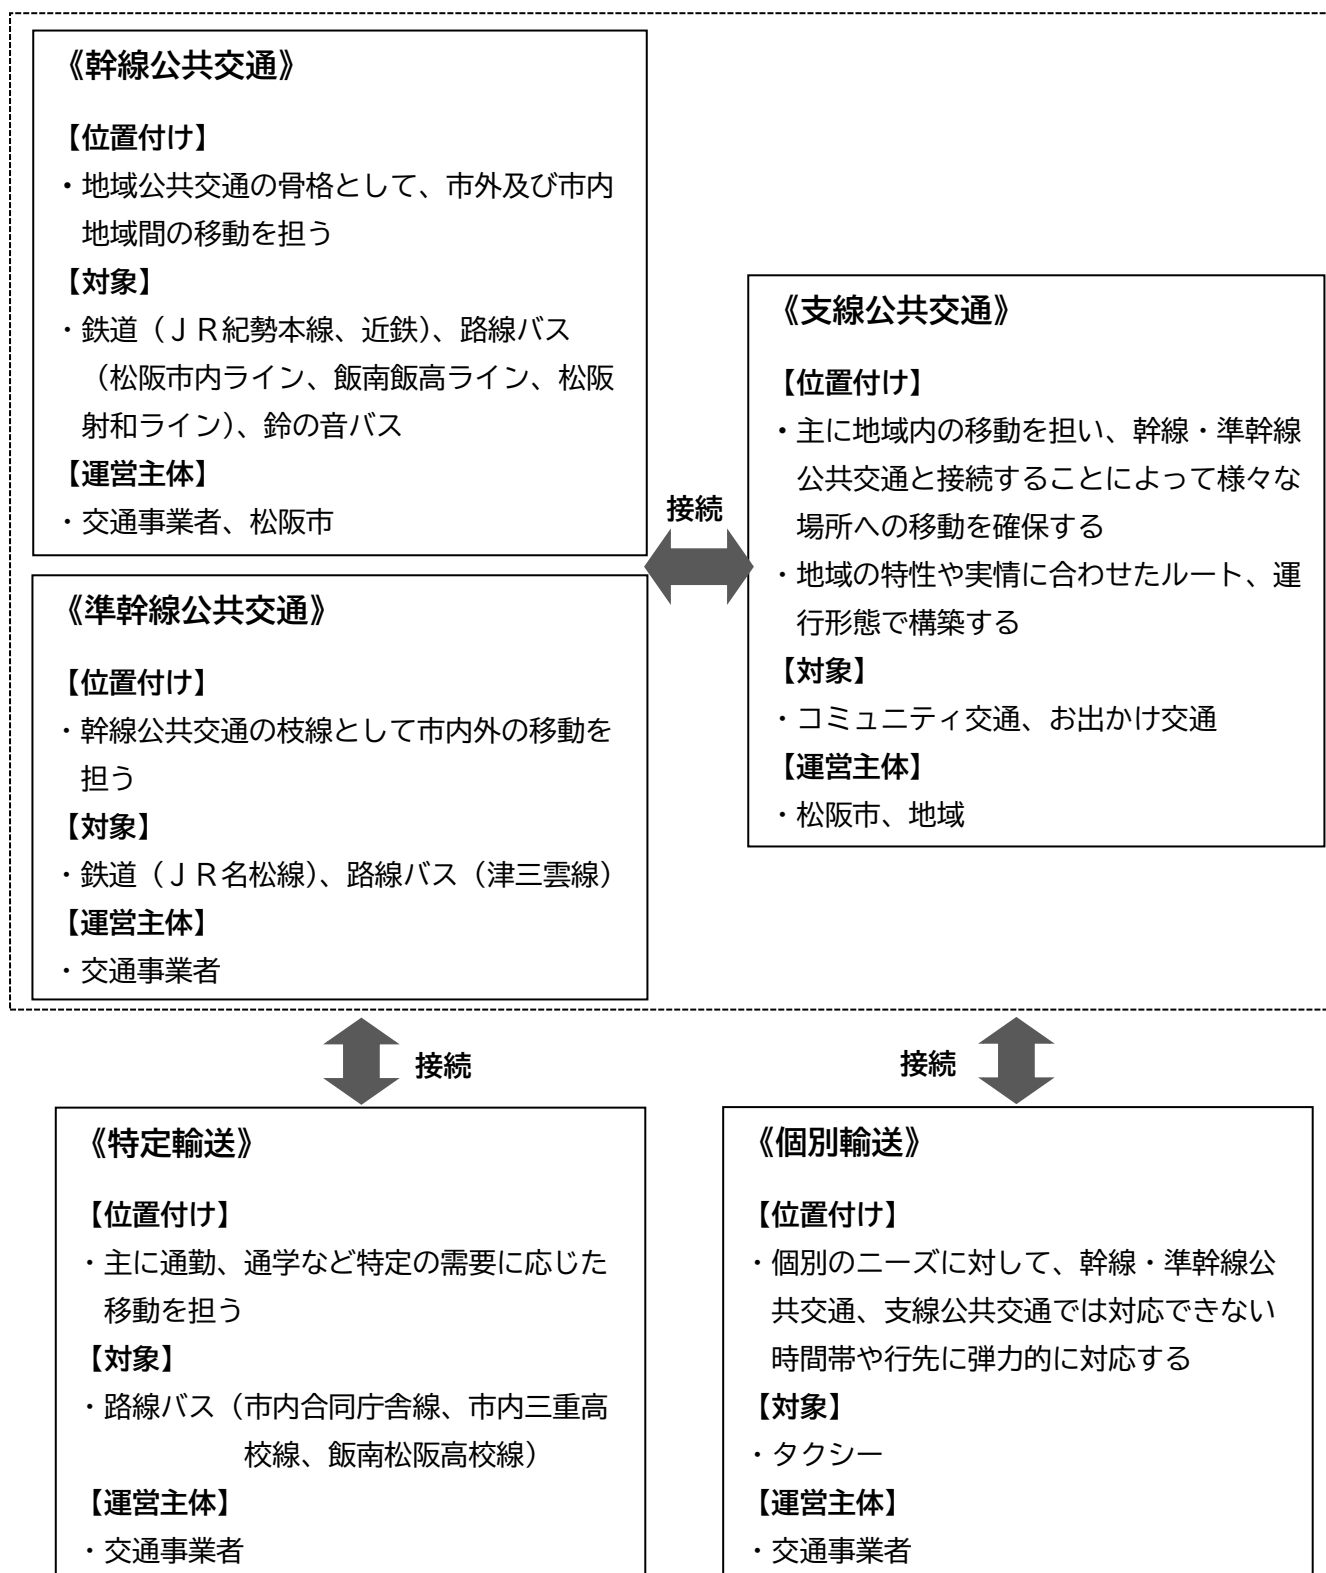 《幹線公共交通》
【位置付け】
・地域公共交通の骨格として、市外及び市内
地域間の移動を担う
【対象】
・鉄道（ＪＲ紀勢本線、近鉄）、路線バス
（松阪市内ライン、飯南飯高ライン、松阪
射和ライン）、鈴の音バス
【運営主体】
・交通事業者、松阪市
《準幹線公共交通》
【位置付け】
・幹線公共交通の枝線として市内外の移動を
担う
【対象】
・鉄道（ＪＲ名松線）、路線バス（津三雲線）
【運営主体】
・交通事業者
接続
《支線公共交通》
【位置付け】
・主に地域内の移動を担い、幹線・準幹線
公共交通と接続することによって様々な
場所への移動を確保する
・地域の特性や実情に合わせたルート、運
行形態で構築する
【対象】
・コミュニティ交通、お出かけ交通
【運営主体】
・松阪市、地域
接続
接続
《特定輸送》
【位置付け】
・主に通勤、通学など特定の需要に応じた
移動を担う
【対象】
・路線バス（市内合同庁舎線、市内三重高
校線、飯南松阪高校線）
【運営主体】
・交通事業者
《個別輸送》
【位置付け】
・個別のニーズに対して、幹線・準幹線公
共交通、支線公共交通では対応できない
時間帯や行先に弾力的に対応する
【対象】
・タクシー
【運営主体】
・交通事業者